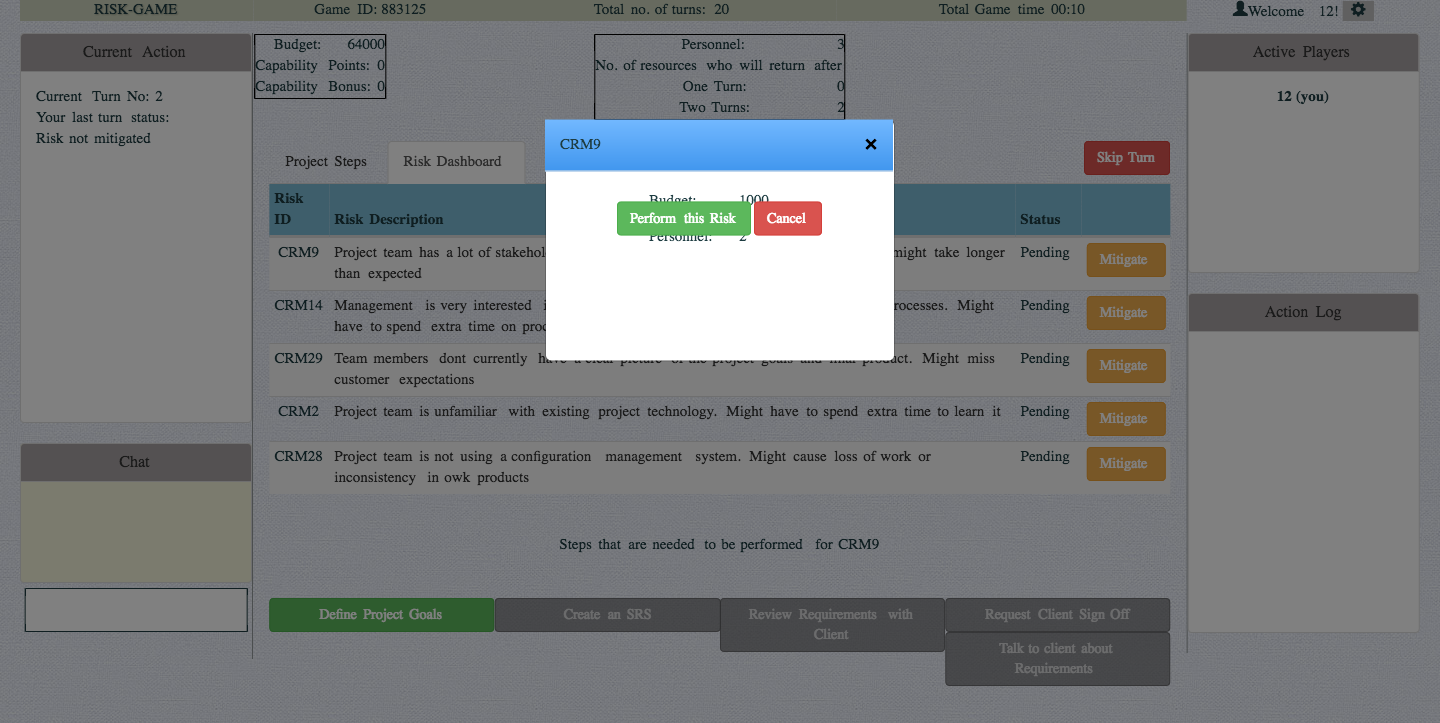 RISK-GAME
Game ID: 883125
Total no. of turns: 20
Total Game time 00:10
Welcome 12!
Current Action
Current Turn No: 2
Your last turn status:
Risk not mitigated
Budget: 64000
Capability Points: 0
Capability Bonus: 0
Personnel: 3
No. of resources who will return after
One Turn: 0
Two Turns: 2
Active Players
12 (you)
CRM9
×
Budget: 1000
Perform this Risk
Cancel
Personnel: 2
Project Steps
Risk Dashboard
Skip Turn
Risk
ID
Risk Description
Status
CRM9 Project team has a lot of might take longer Pending Mitigate
than expected
CRM14 Management is very interested Might Pending Mitigate
have to spend extra time on
CRM29 Team members dont currently have a clear picture of the project goals and final product. Might miss Pending Mitigate
customer expectations
CRM2 Project team is unfamiliar with existing project technology. Might have to spend extra time to learn it Pending Mitigate
CRM28 Project team is not using a configuration management system. Might cause loss of work or Pending Mitigate
inconsistency in owk products
Action Log
Chat
Steps that are needed to be performed for CRM9
Define Project Goals
Create an SRS
Review Requirements with
Client
Request Client Sign Off
Talk to client about
Requirements